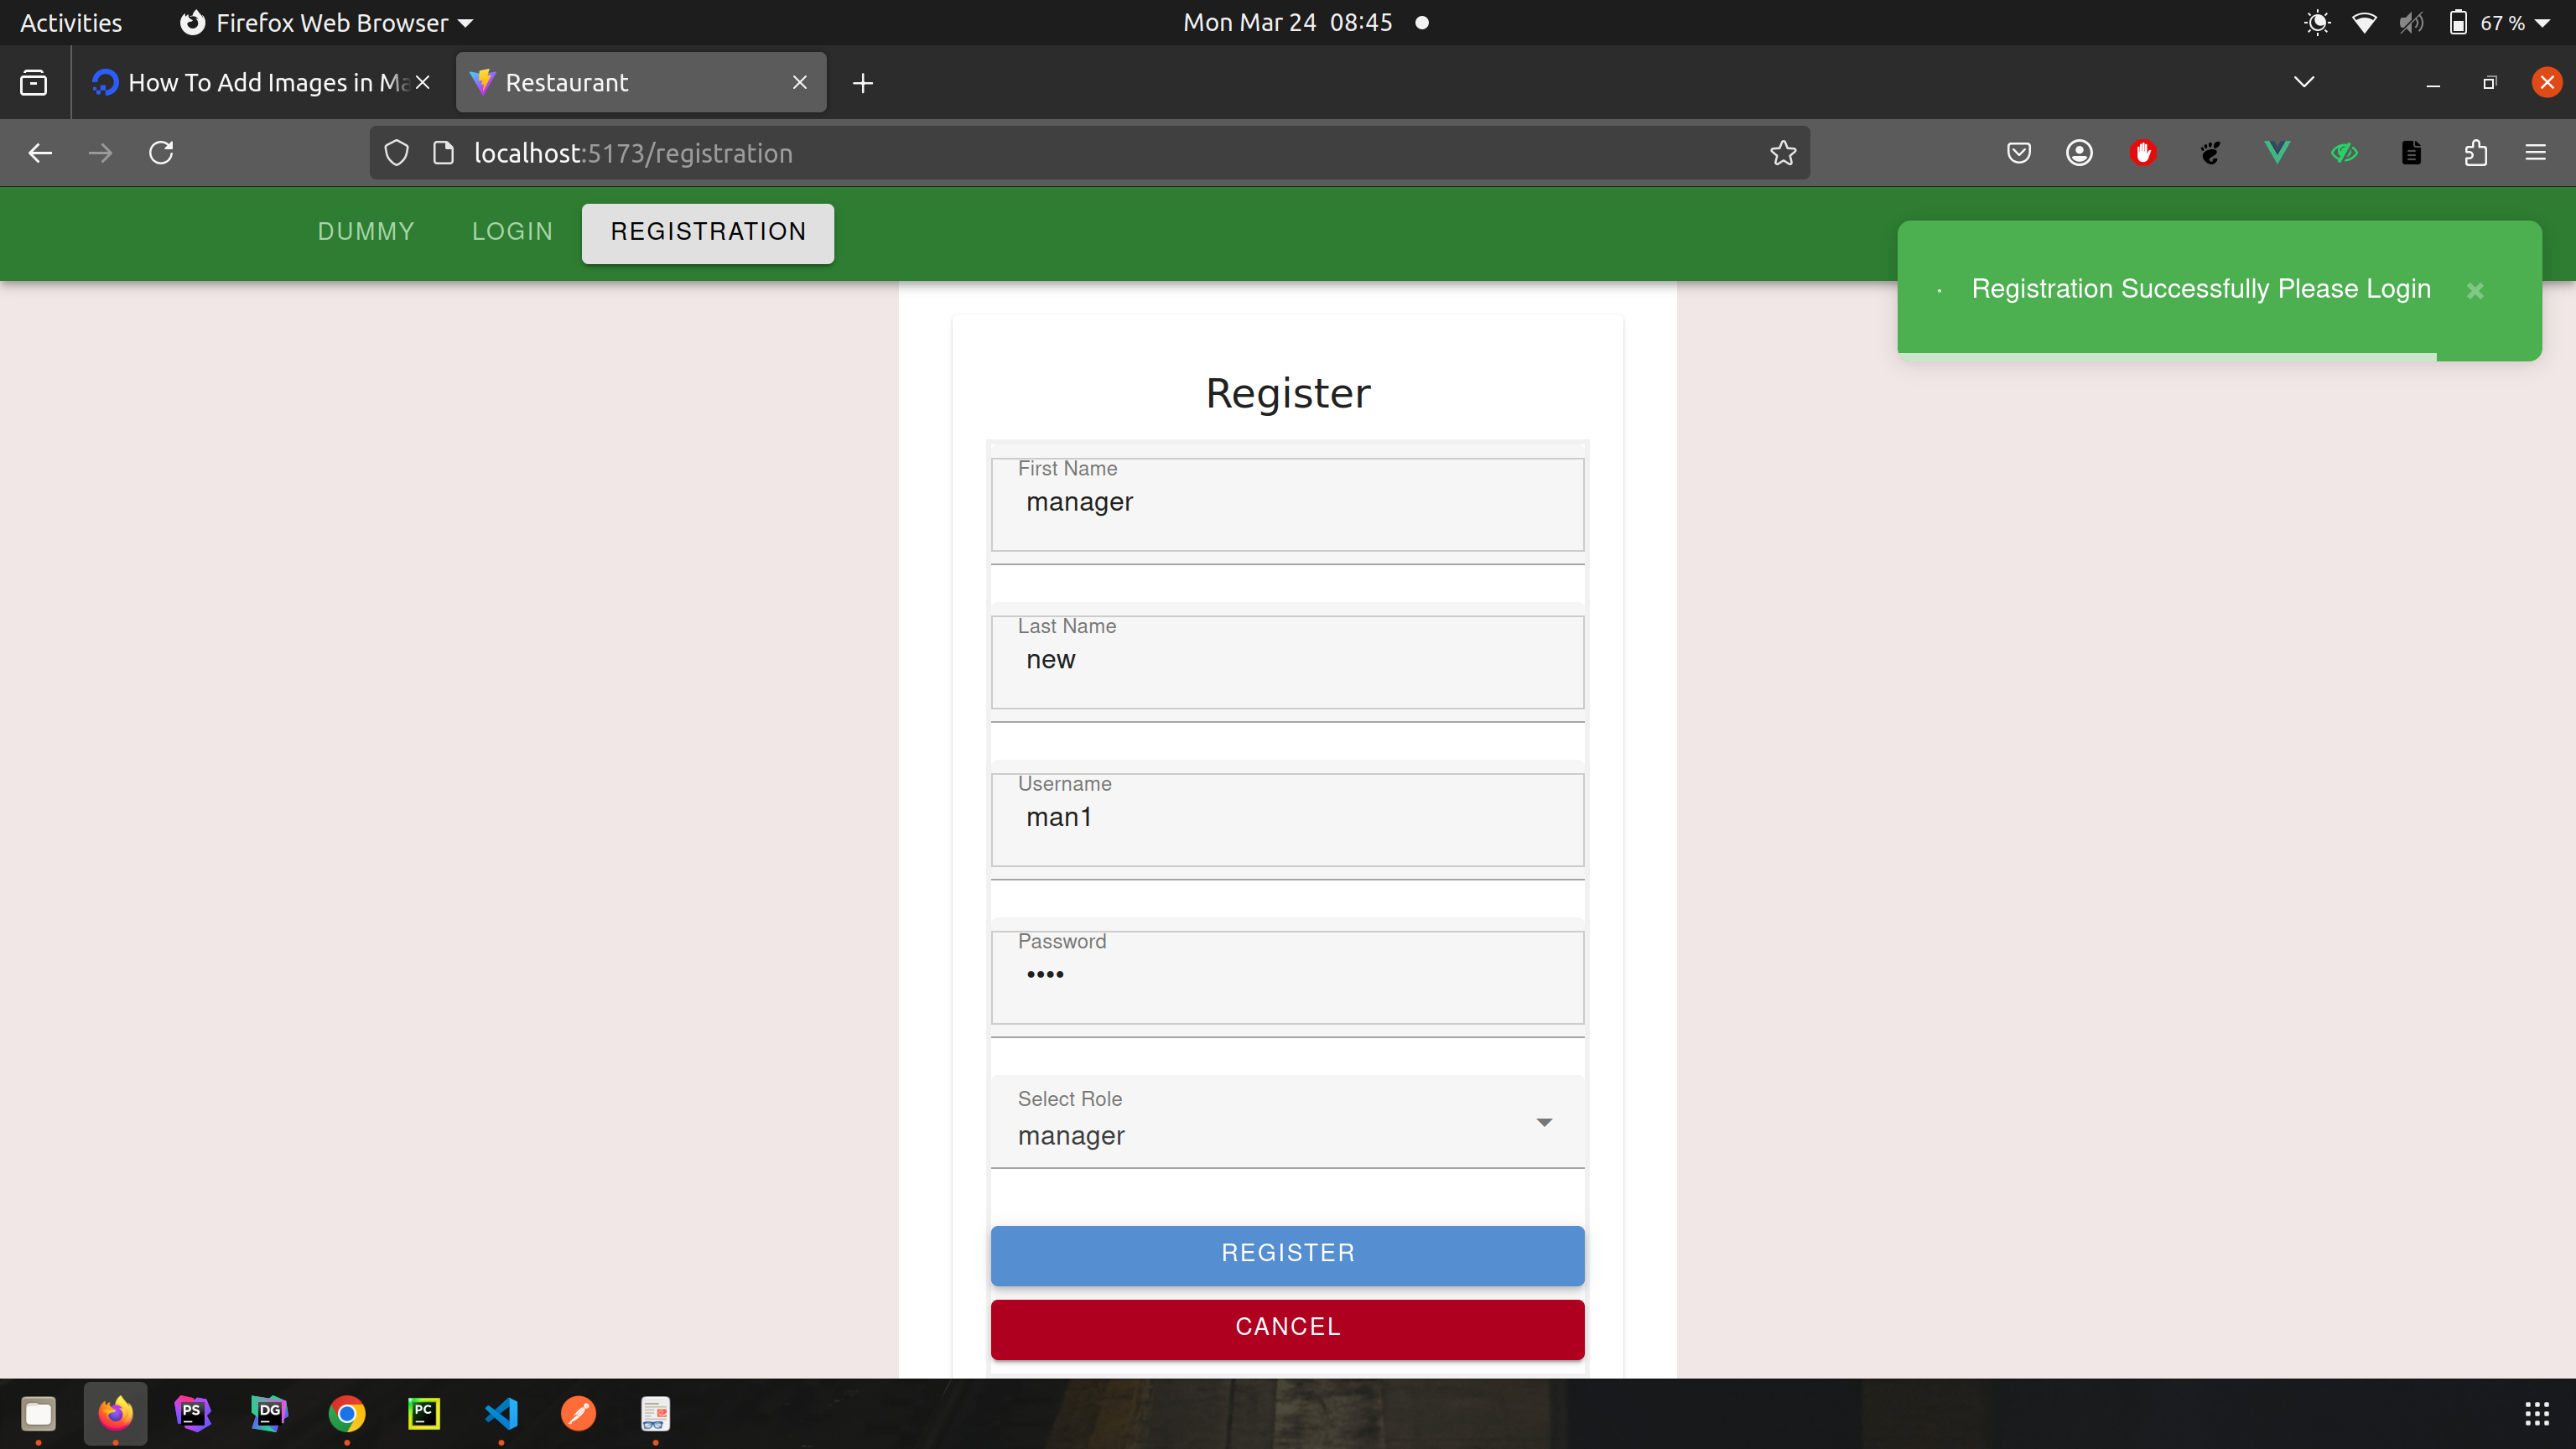 Activities Firefox Web Browser Mon Mar 24 08:45 67 %
How To Add Images in Ma Restaurant
localhost:5173/registration
DUMMY LOGIN REGISTRATION
Registration Successfully Please Login
Register
First Name
manager
Last Name
new
Username
man1
Password
••••
Select Role
manager
REGISTER
CANCEL
PS DG PC